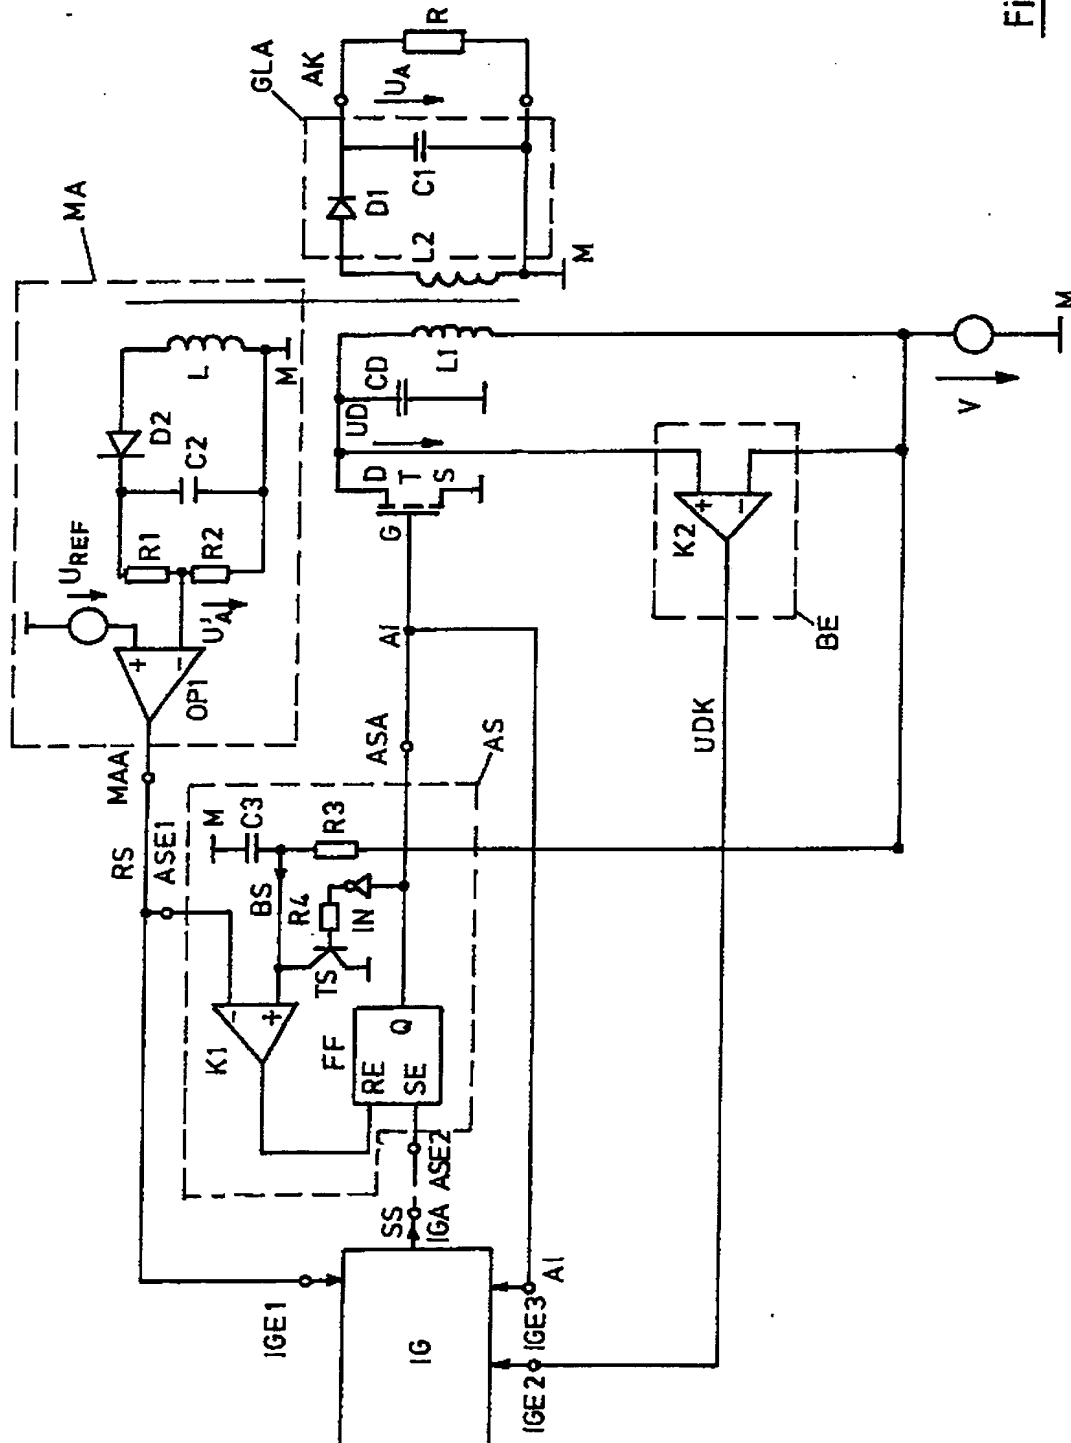 Fi
R
GLA
AK
UA
C1
D1
L2
M
MA
L
M
D2
C2
R1
R2
UREF
U'A
+
−
OP1
MAA
RS
ASE1
L1
CD
UD
D
T
S
G
AI
ASA
AS
V
M
K2
+
−
BE
UDK
M
C3
R3
BS
R4
IN
TS
K1
−
+
FF
Q
RE
SE
ASE2
SS
IGA
IGE1
IG
AI
IGE3
IGE2